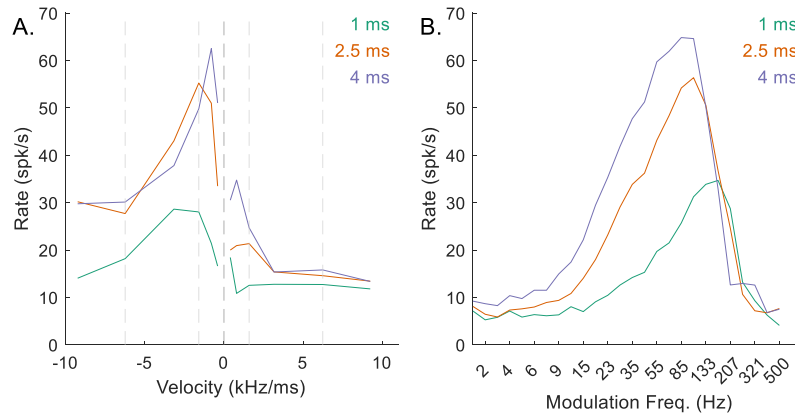 A.
1 ms
2.5 ms
4 ms
Rate (spk/s)
70
60
50
40
30
20
10
0
-10
-5
0
5
10
Velocity (kHz/ms)
B.
1 ms
2.5 ms
4 ms
Rate (spk/s)
70
60
50
40
30
20
10
0
2
4
6
9
15
23
35
55
85
133
207
321
500
Modulation Freq. (Hz)